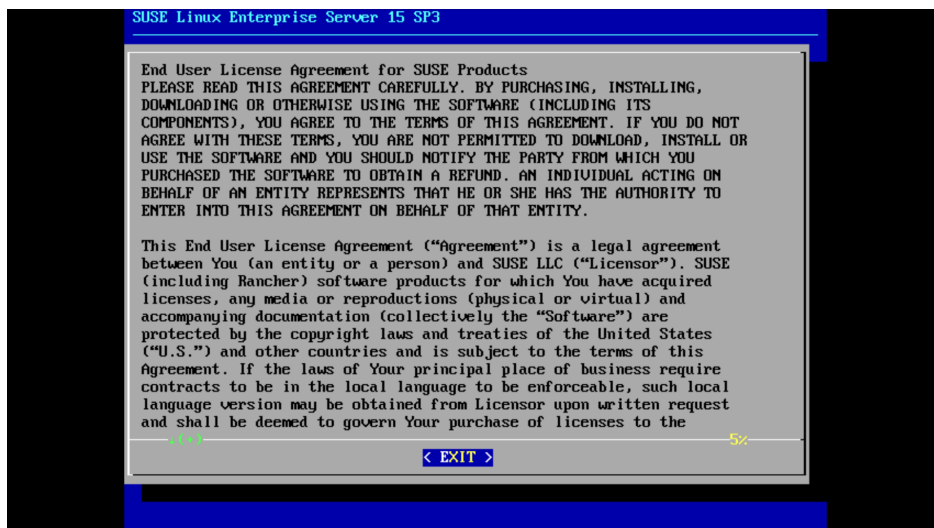 SUSE Linux Enterprise Server 15 SP3
End User License Agreement for SUSE Products
PLEASE READ THIS AGREEMENT CAREFULLY. BY PURCHASING, INSTALLING,
DOWNLOADING OR OTHERWISE USING THE SOFTWARE (INCLUDING ITS
COMPONENTS), YOU AGREE TO THE TERMS OF THIS AGREEMENT. IF YOU DO NOT
AGREE WITH THESE TERMS, YOU ARE NOT PERMITTED TO DOWNLOAD, INSTALL OR
USE THE SOFTWARE AND YOU SHOULD NOTIFY THE PARTY FROM WHICH YOU
PURCHASED THE SOFTWARE TO OBTAIN A REFUND. AN INDIVIDUAL ACTING ON
BEHALF OF AN ENTITY REPRESENTS THAT HE OR SHE HAS THE AUTHORITY TO
ENTER INTO THIS AGREEMENT ON BEHALF OF THAT ENTITY.
This End User License Agreement (“Agreement”) is a legal agreement
between You (an entity or a person) and SUSE LLC (“Licensor”). SUSE
(including Rancher) software products for which You have acquired
licenses, any media or reproductions (physical or virtual) and
accompanying documentation (collectively the “Software”) are
protected by the copyright laws and treaties of the United States
(“U.S.”) and other countries and is subject to the terms of this
Agreement. If the laws of Your principal place of business require
contracts to be in the local language to be enforceable, such local
language version may be obtained from Licensor upon written request
and shall be deemed to govern Your purchase of licenses to the
↓(+) 5%
< EXIT >